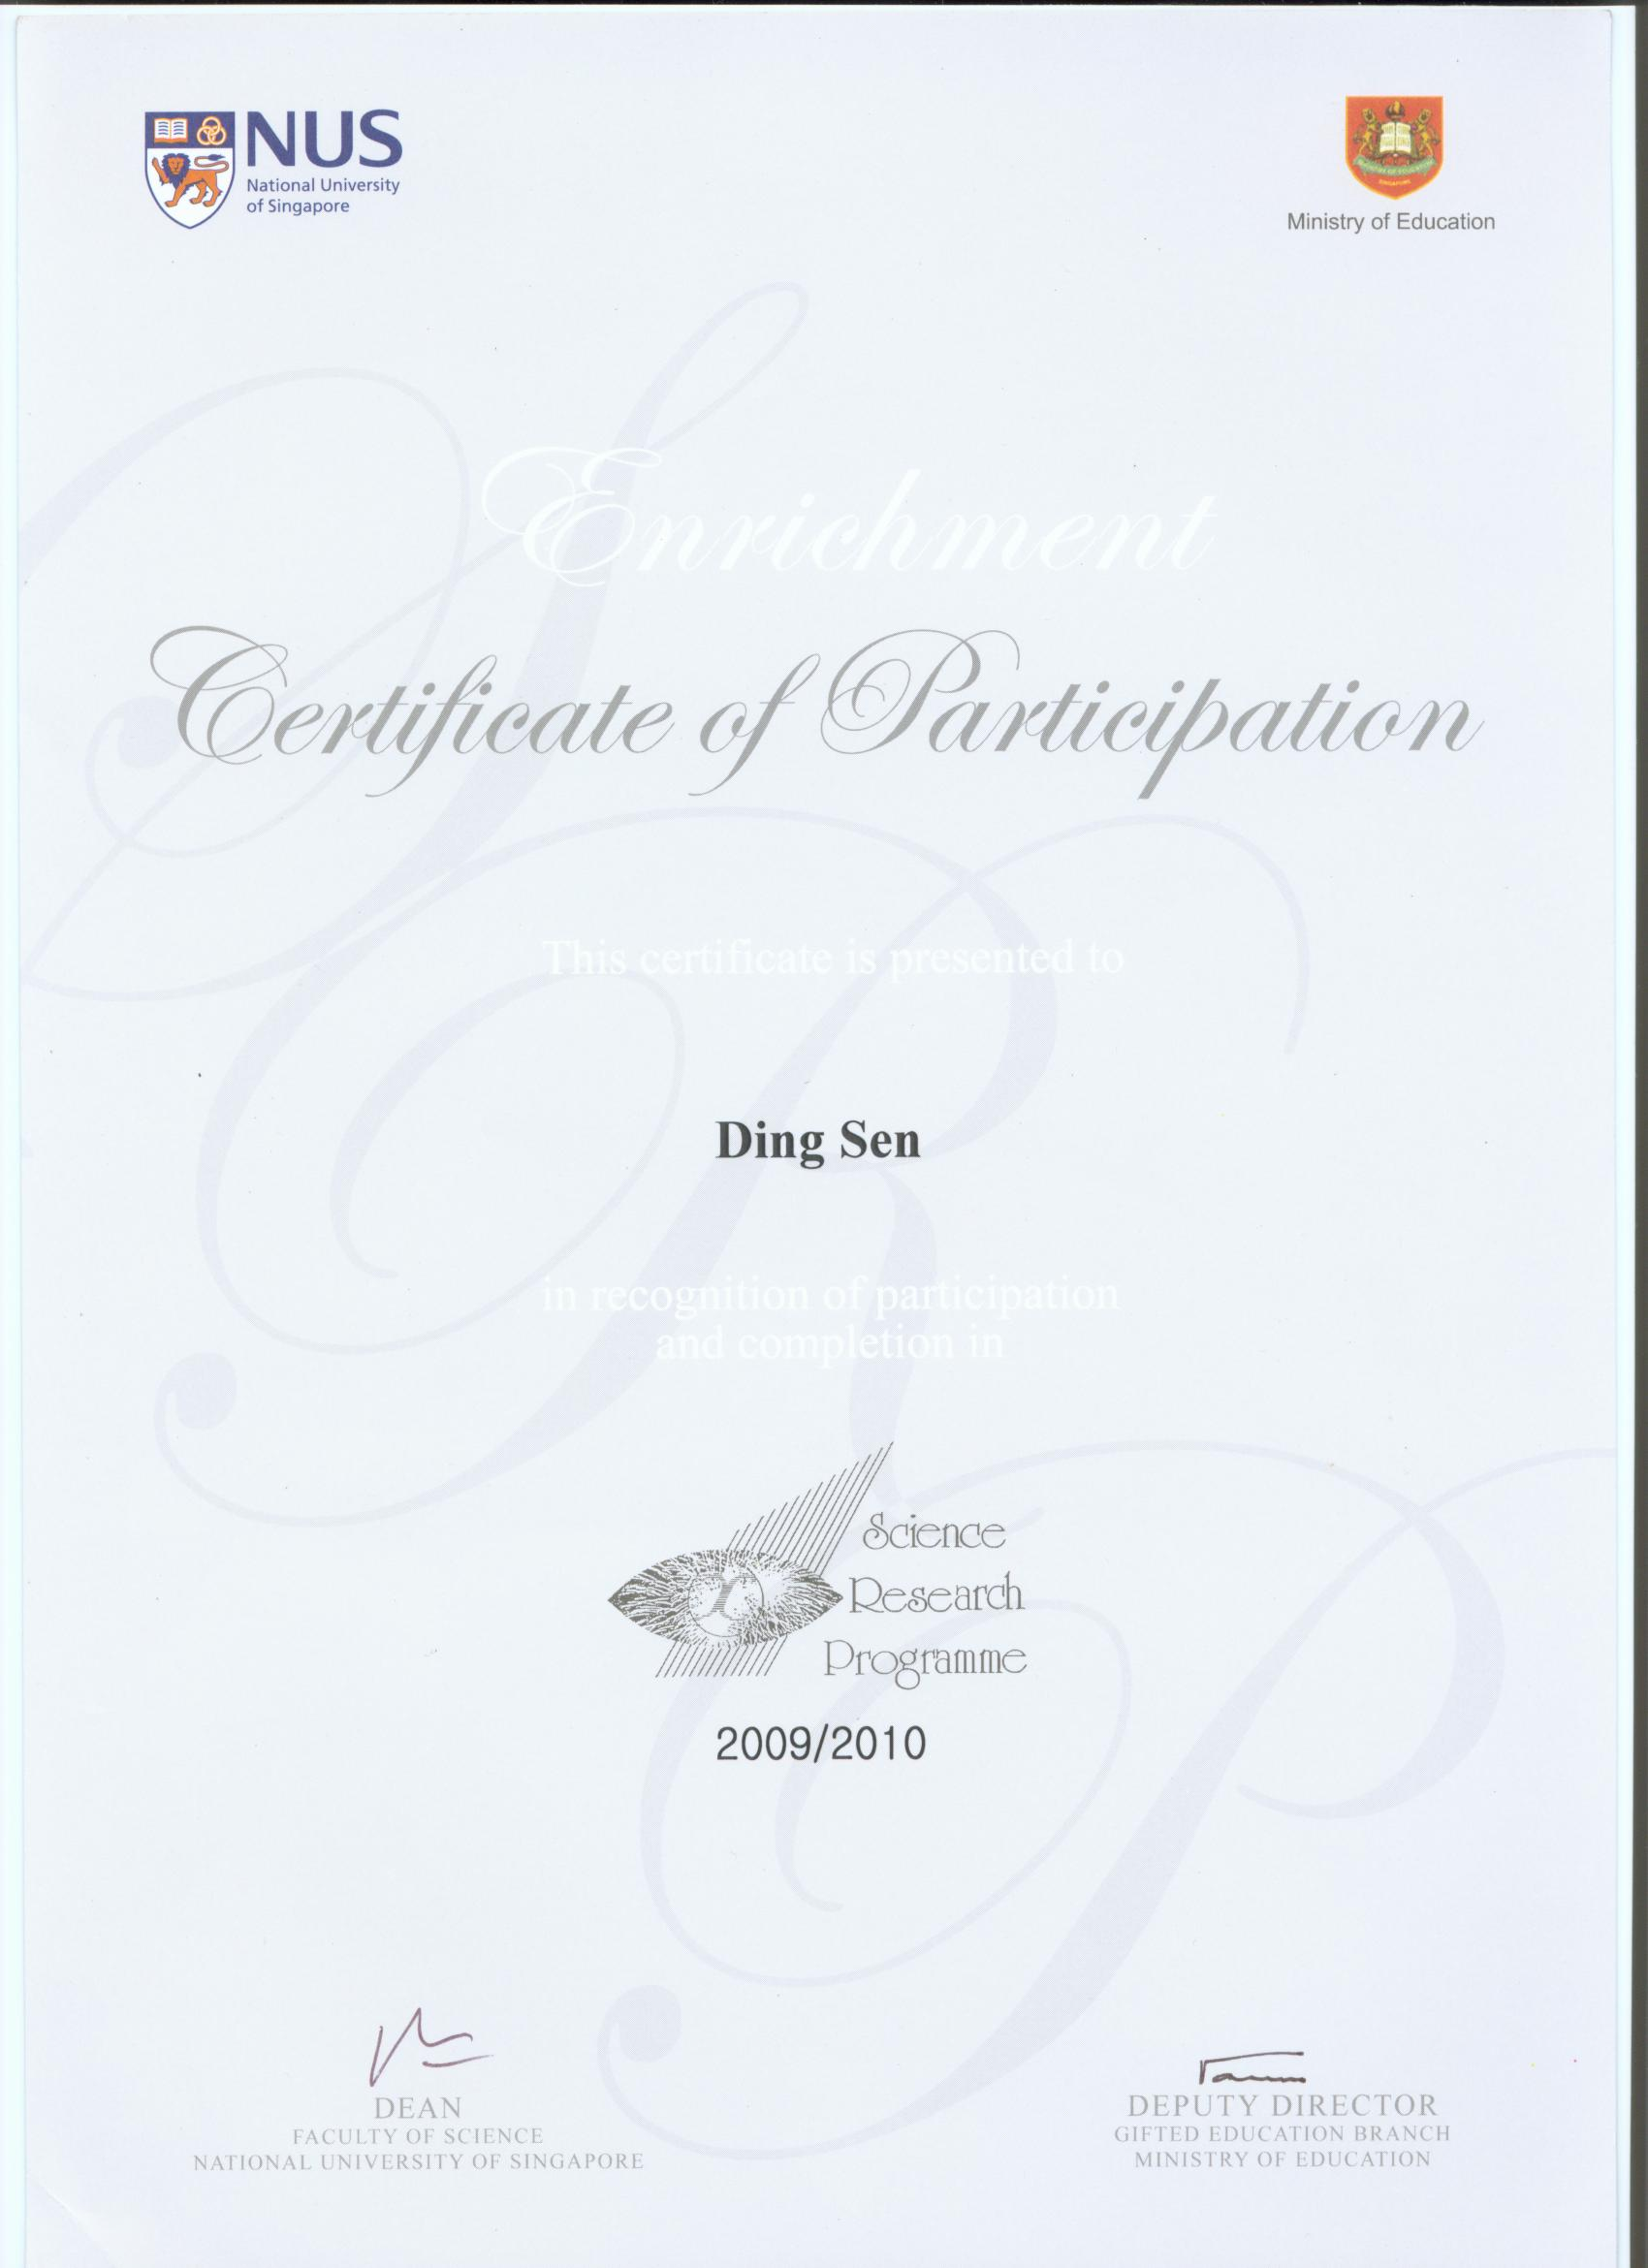 NUS
National University
of Singapore
Ministry of Education
Enrichment
Certificate of Participation
This certificate is presented to
Ding Sen
in recognition of participation
and completion in
Science
Research
Programme
2009/2010
DEAN
FACULTY OF SCIENCE
NATIONAL UNIVERSITY OF SINGAPORE
DEPUTY DIRECTOR
GIFTED EDUCATION BRANCH
MINISTRY OF EDUCATION